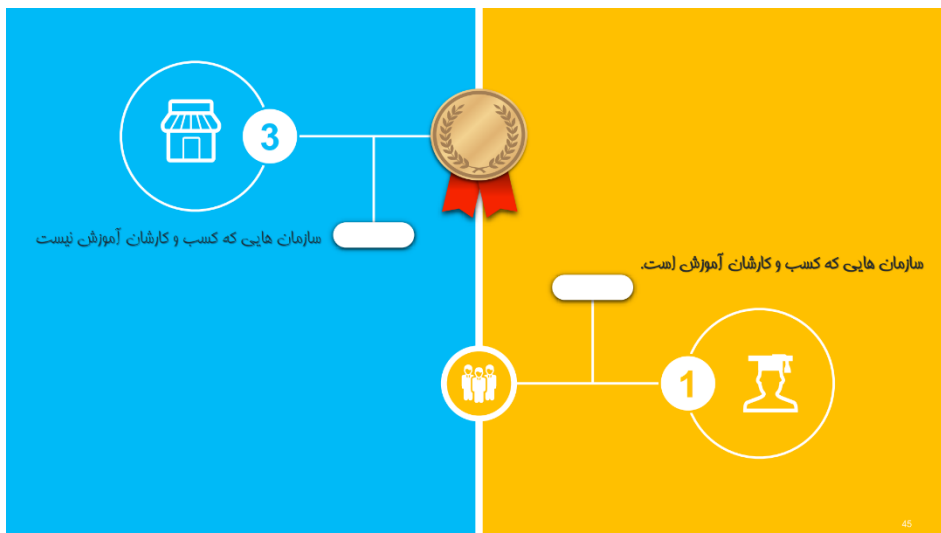 3
سازمان هایی که کسب و کارشان آموزش نیست
سازمان هایی که کسب و کارشان آموزش است.
1
45